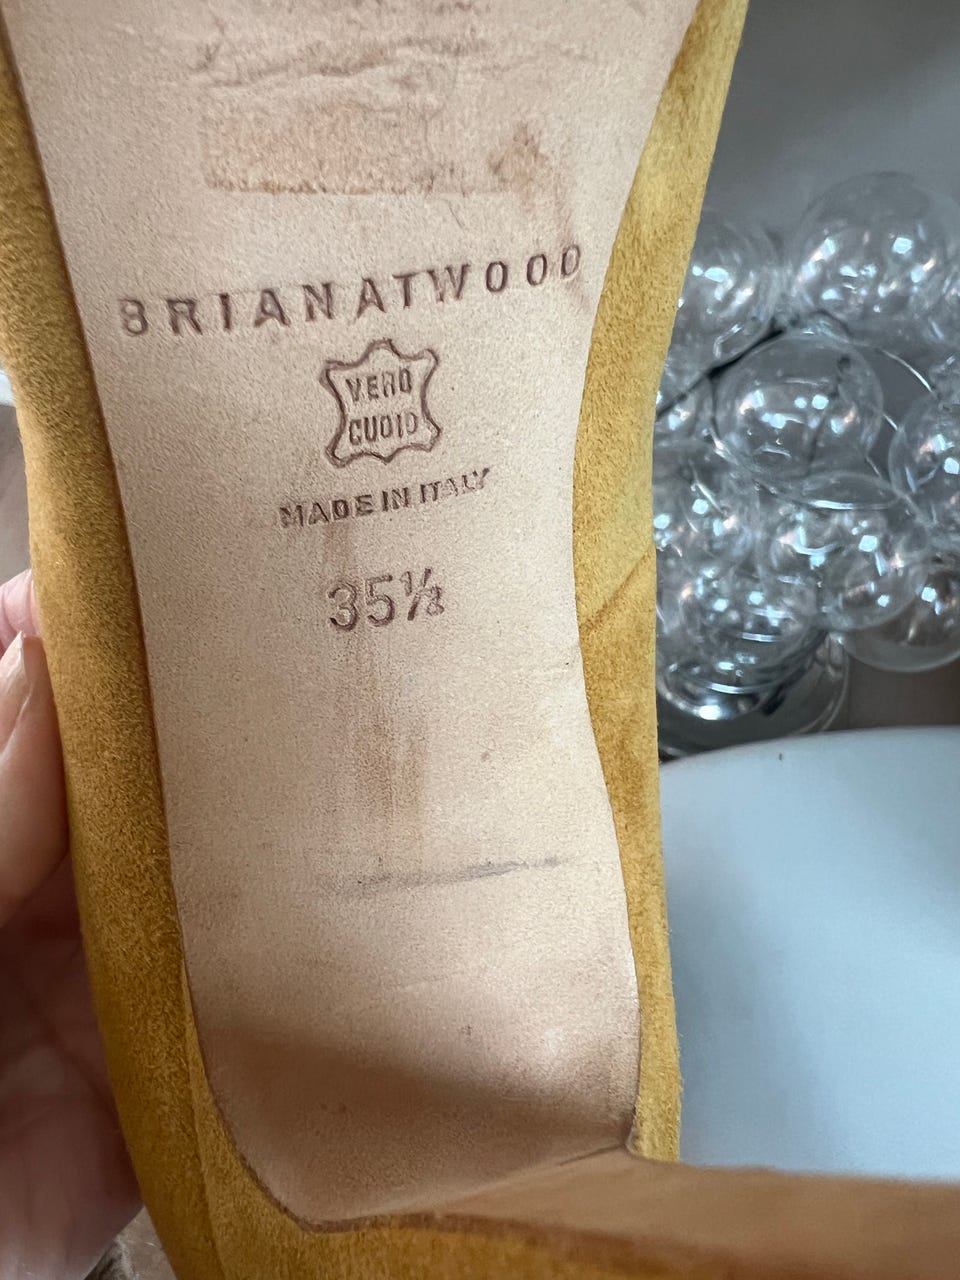 BRIANATWOOD
VERO
CUOIO
MADE IN ITALY
35½